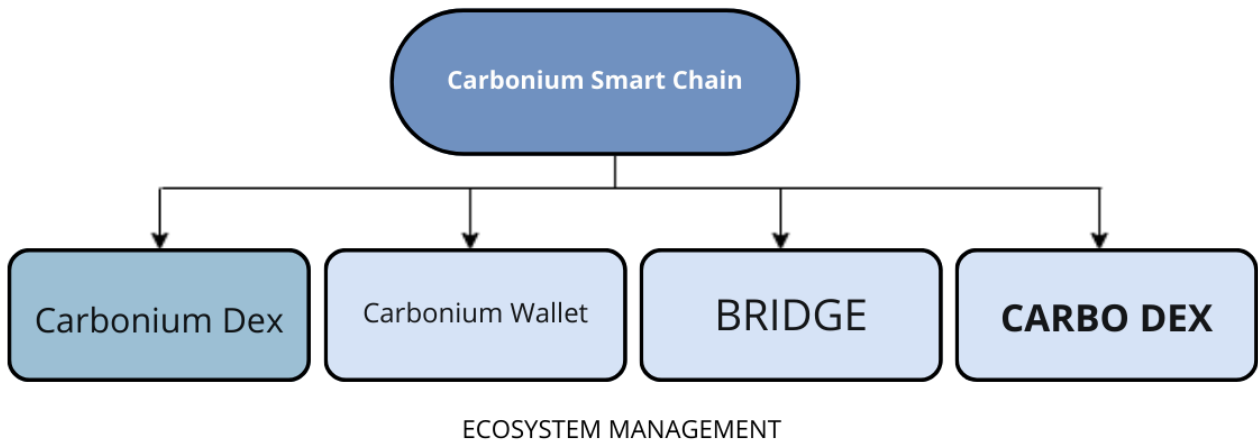 Carbonium Smart Chain
Carbonium Dex
Carbonium Wallet
BRIDGE
CARBO DEX
ECOSYSTEM MANAGEMENT